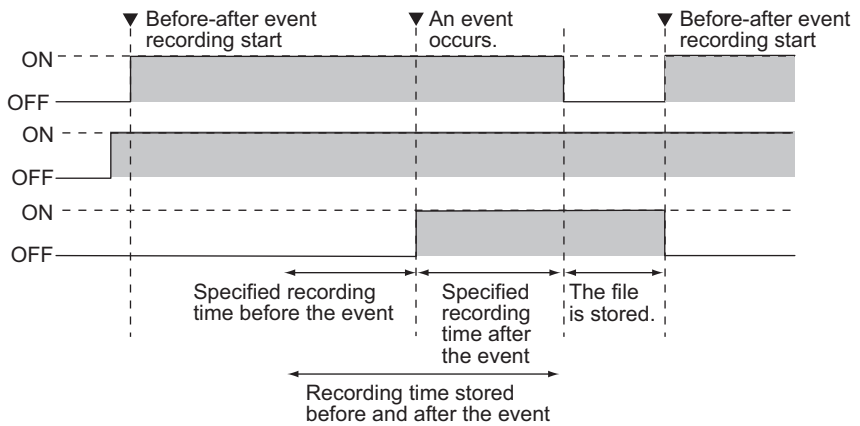 ▼ Before-after event
recording start
▼ An event
occurs.
▼ Before-after event
recording start
ON
OFF
ON
OFF
ON
OFF
Specified recording
time before the event
Specified
recording
time after
the event
The file
is stored.
Recording time stored
before and after the event